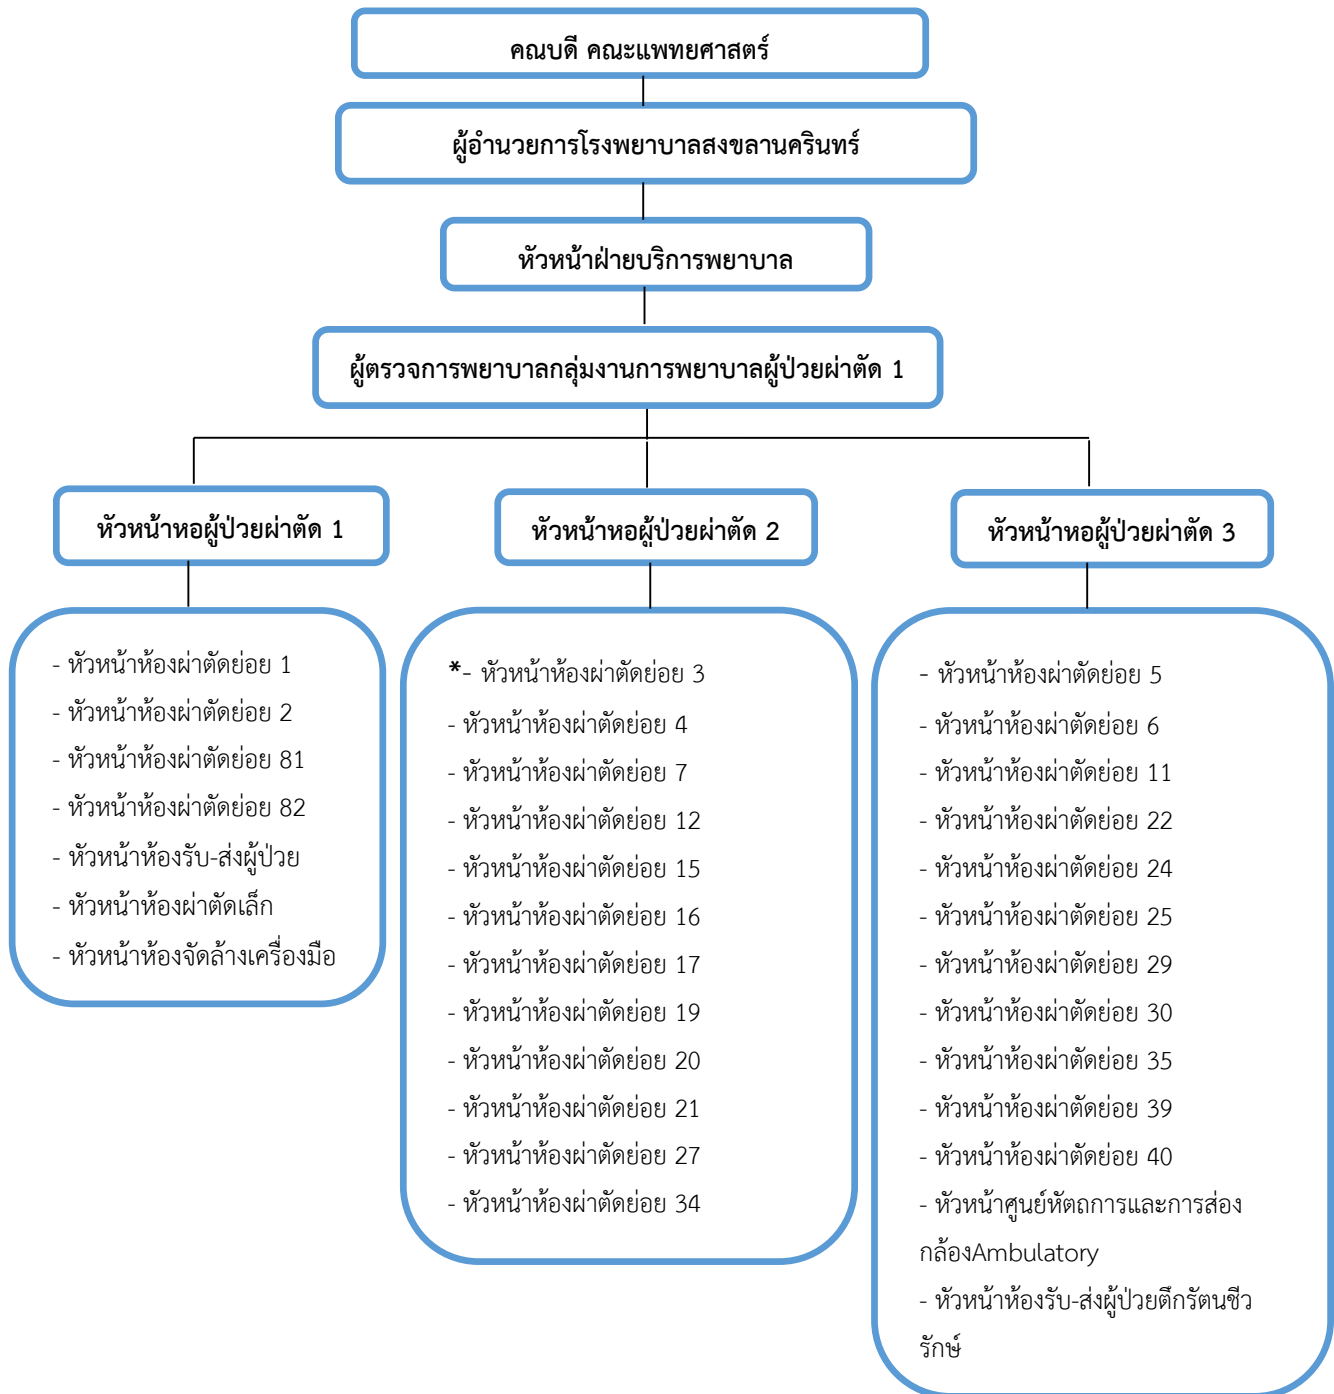 คณบดี คณะแพทยศาสตร์
ผู้อำนวยการโรงพยาบาลสงขลานครินทร์
หัวหน้าฝ่ายบริการพยาบาล
ผู้ตรวจการพยาบาลกลุ่มงานการพยาบาลผู้ป่วยผ่าตัด 1
หัวหน้าหอผู้ป่วยผ่าตัด 1
- หัวหน้าห้องผ่าตัดย่อย 1
- หัวหน้าห้องผ่าตัดย่อย 2
- หัวหน้าห้องผ่าตัดย่อย 81
- หัวหน้าห้องผ่าตัดย่อย 82
- หัวหน้าห้องรับ-ส่งผู้ป่วย
- หัวหน้าห้องผ่าตัดเล็ก
- หัวหน้าห้องจัดล้างเครื่องมือ
หัวหน้าหอผู้ป่วยผ่าตัด 2
*- หัวหน้าห้องผ่าตัดย่อย 3
- หัวหน้าห้องผ่าตัดย่อย 4
- หัวหน้าห้องผ่าตัดย่อย 7
- หัวหน้าห้องผ่าตัดย่อย 12
- หัวหน้าห้องผ่าตัดย่อย 15
- หัวหน้าห้องผ่าตัดย่อย 16
- หัวหน้าห้องผ่าตัดย่อย 17
- หัวหน้าห้องผ่าตัดย่อย 19
- หัวหน้าห้องผ่าตัดย่อย 20
- หัวหน้าห้องผ่าตัดย่อย 21
- หัวหน้าห้องผ่าตัดย่อย 27
- หัวหน้าห้องผ่าตัดย่อย 34
หัวหน้าหอผู้ป่วยผ่าตัด 3
- หัวหน้าห้องผ่าตัดย่อย 5
- หัวหน้าห้องผ่าตัดย่อย 6
- หัวหน้าห้องผ่าตัดย่อย 11
- หัวหน้าห้องผ่าตัดย่อย 22
- หัวหน้าห้องผ่าตัดย่อย 24
- หัวหน้าห้องผ่าตัดย่อย 25
- หัวหน้าห้องผ่าตัดย่อย 29
- หัวหน้าห้องผ่าตัดย่อย 30
- หัวหน้าห้องผ่าตัดย่อย 35
- หัวหน้าห้องผ่าตัดย่อย 39
- หัวหน้าห้องผ่าตัดย่อย 40
- หัวหน้าศูนย์หัตถการและการส่อง
กล้องAmbulatory
- หัวหน้าห้องรับ-ส่งผู้ป่วยตึกรัตนชีว
รักษ์